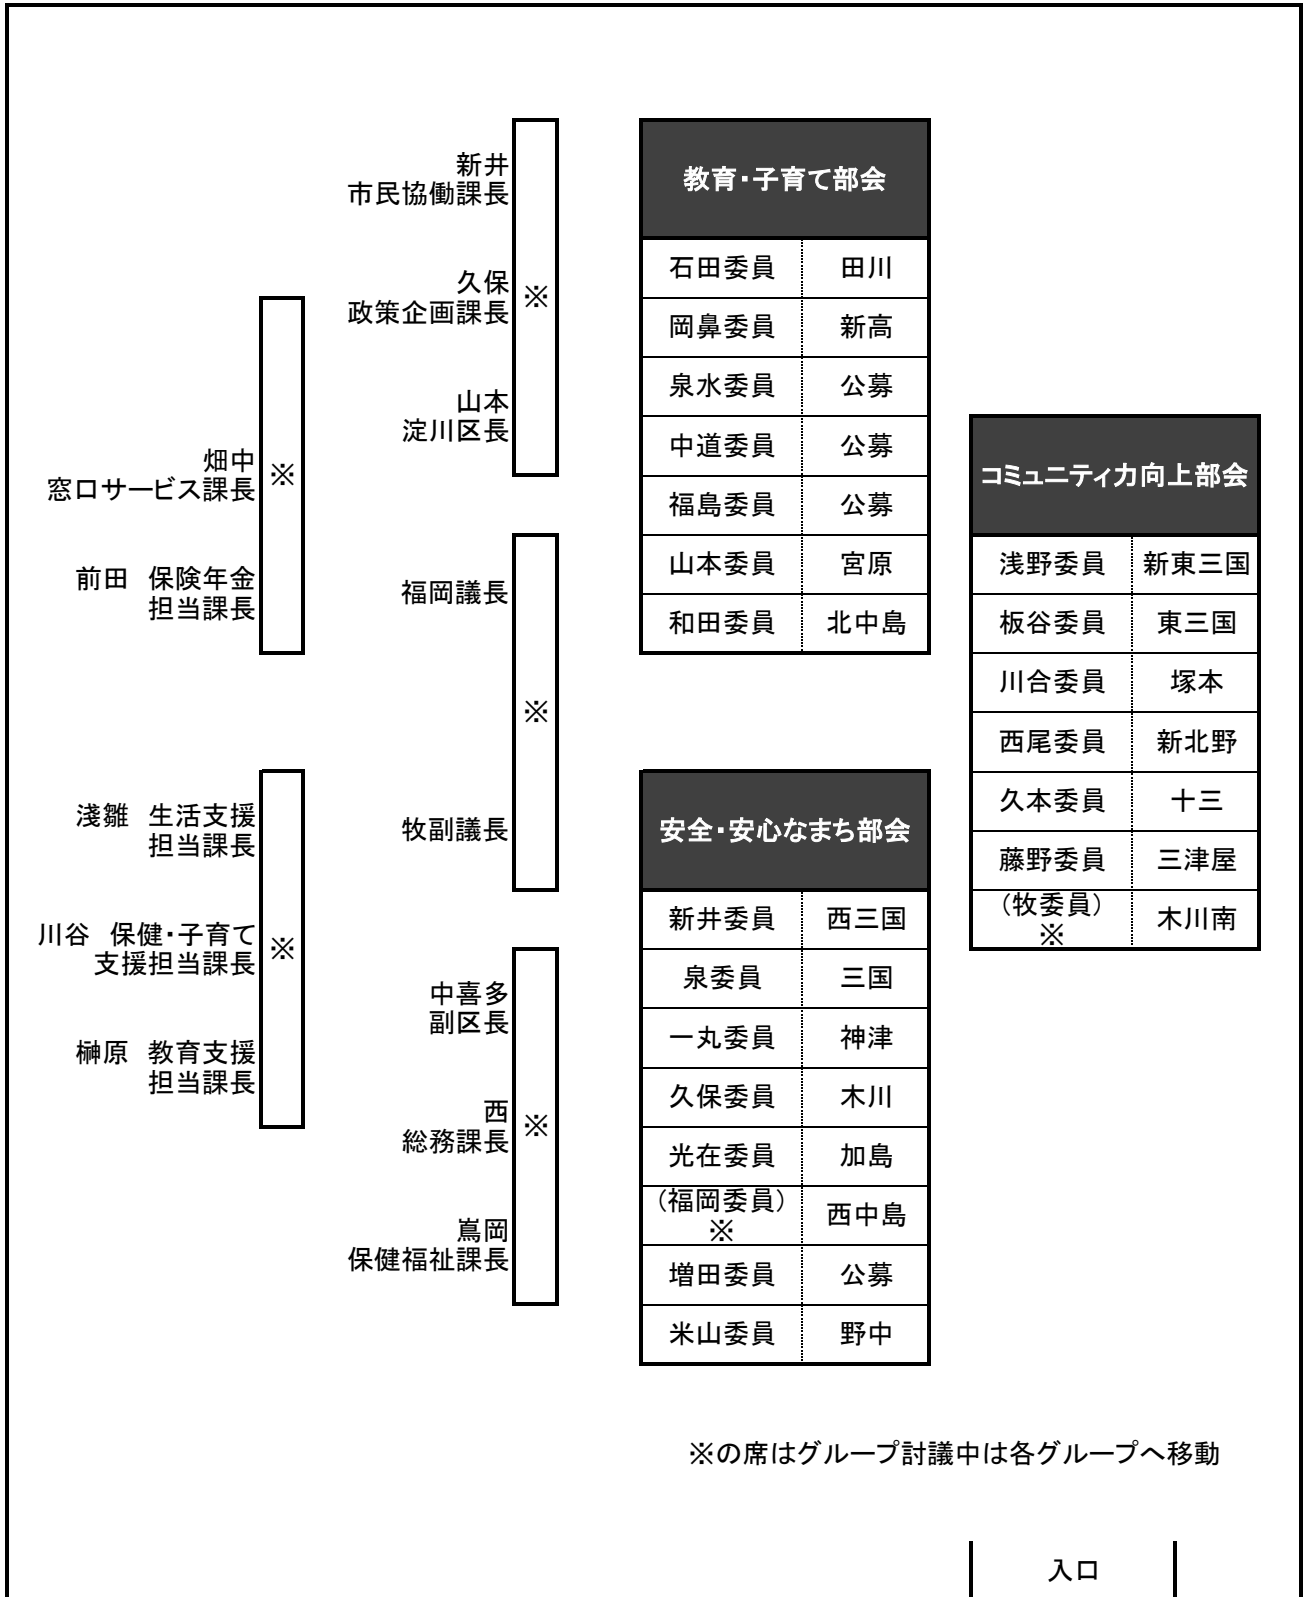 新井
市民協働課長
久保
政策企画課長
※
山本
淀川区長
畑中
窓口サービス課長
※
前田　保険年金
担当課長
福岡議長
※
牧副議長
淺雛　生活支援
担当課長
川谷　保健・子育て
支援担当課長
※
榊原　教育支援
担当課長
中喜多
副区長
西
総務課長
※
嶌岡
保健福祉課長
教育・子育て部会
石田委員 田川
岡鼻委員 新高
泉水委員 公募
中道委員 公募
福島委員 公募
山本委員 宮原
和田委員 北中島
安全・安心なまち部会
新井委員 西三国
泉委員 三国
一丸委員 神津
久保委員 木川
光在委員 加島
（福岡委員）
※ 西中島
増田委員 公募
米山委員 野中
コミュニティ力向上部会
浅野委員 新東三国
板谷委員 東三国
川合委員 塚本
西尾委員 新北野
久本委員 十三
藤野委員 三津屋
（牧委員）
※ 木川南
※の席はグループ討議中は各グループへ移動
入口